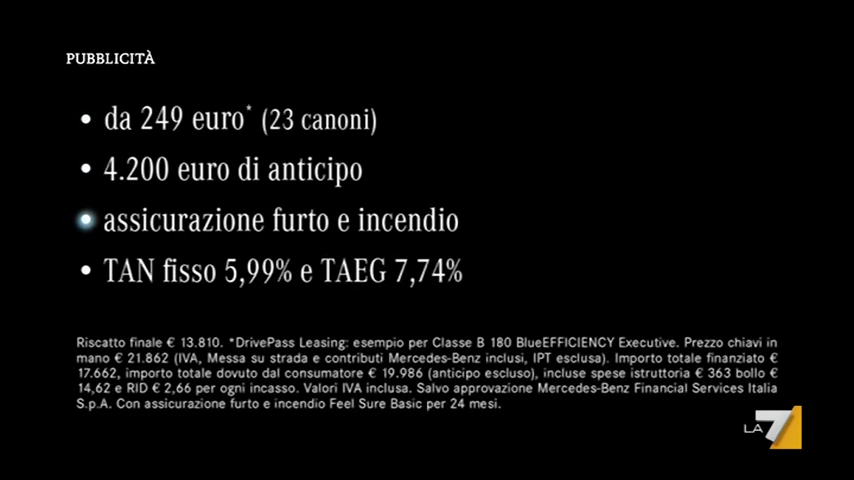 PUBBLICITÀ
• da 249 euro* (23 canoni)
• 4.200 euro di anticipo
• assicurazione furto e incendio
• TAN fisso 5,99% e TAEG 7,74%
Riscatto finale € 13.810. *DrivePass Leasing: esempio per Classe B 180 BlueEFFICIENCY Executive. Prezzo chiavi in
mano € 21.862 (IVA, Messa su strada e contributi Mercedes-Benz inclusi, IPT esclusa). Importo totale finanziato €
17.662, importo totale dovuto dal consumatore € 19.986 (anticipo escluso), incluse spese istruttoria € 363 bollo €
14,62 e RID € 2,66 per ogni incasso. Valori IVA inclusa. Salvo approvazione Mercedes-Benz Financial Services Italia
S.p.A. Con assicurazione furto e incendio Feel Sure Basic per 24 mesi.
LA7